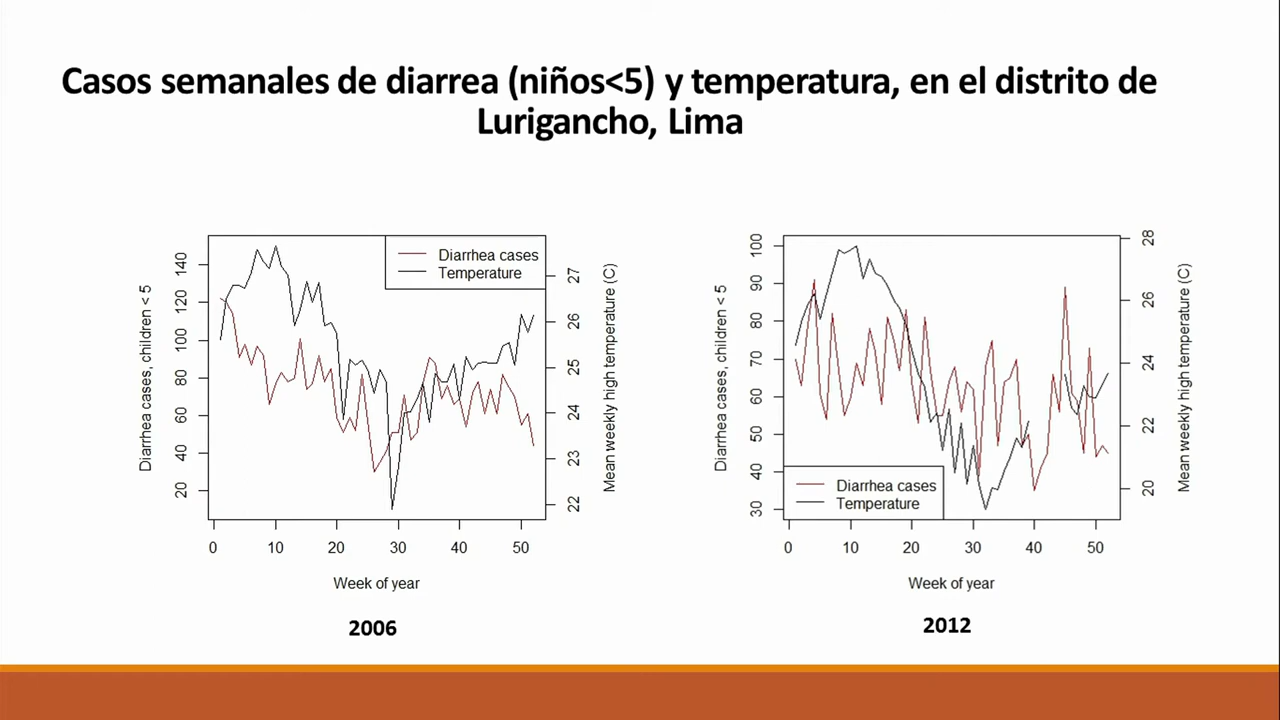 Casos semanales de diarrea (niños<5) y temperatura, en el distrito de
Lurigancho, Lima
Diarrhea cases
Temperature
Diarrhea cases, children < 5
20
40
60
80
100
120
140
Mean weekly high temperature (C)
22
23
24
25
26
27
0 10 20 30 40 50
Week of year
2006
Diarrhea cases
Temperature
Diarrhea cases, children < 5
30
40
50
60
70
80
90
100
Mean weekly high temperature (C)
20
22
24
26
28
0 10 20 30 40 50
Week of year
2012